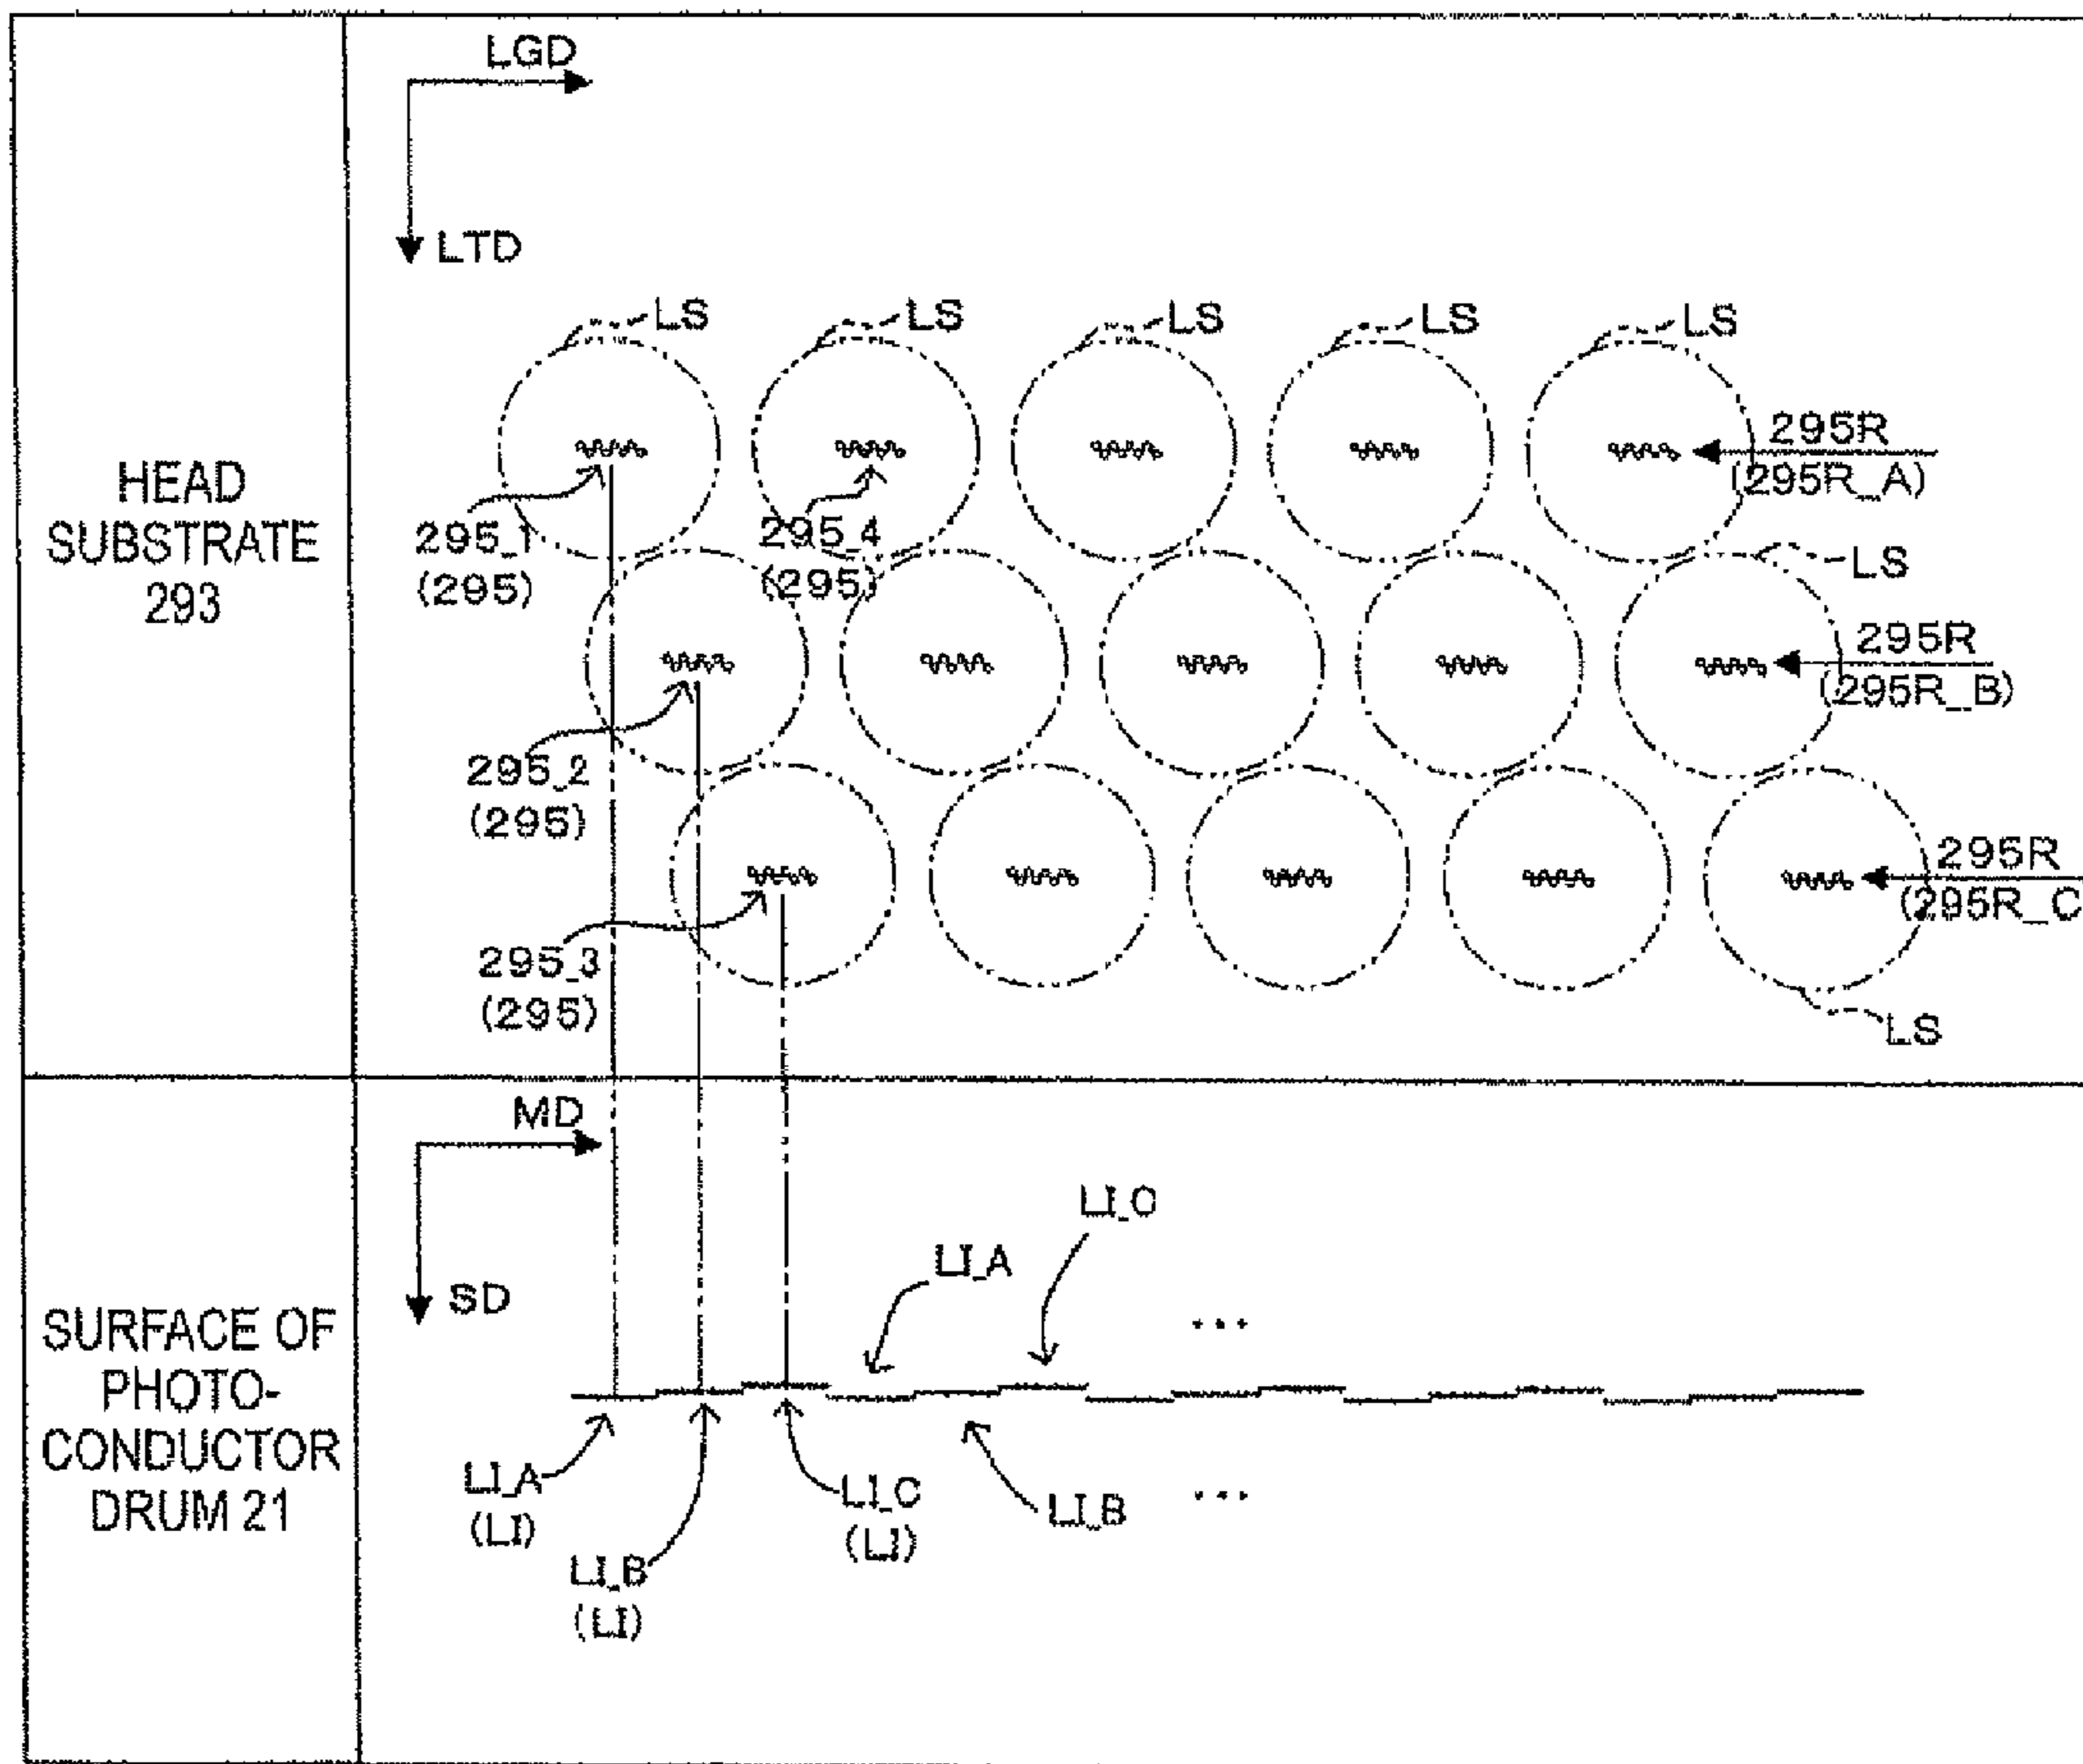 LGD
LTD
LS
LS
LS
LS
LS
HEAD
SUBSTRATE
293
295_1
(295)
295_4
(295)
295R
(295R_A)
LS
295_2
(295)
295R
(295R_B)
295_3
(295)
295R
(295R_C
LS
MD
SD
SURFACE OF
PHOTO-
CONDUCTOR
DRUM 21
LI_C
LI_A
...
LI_A
(LI)
LI_B
(LI)
LI_C
(LI)
LI_B
...